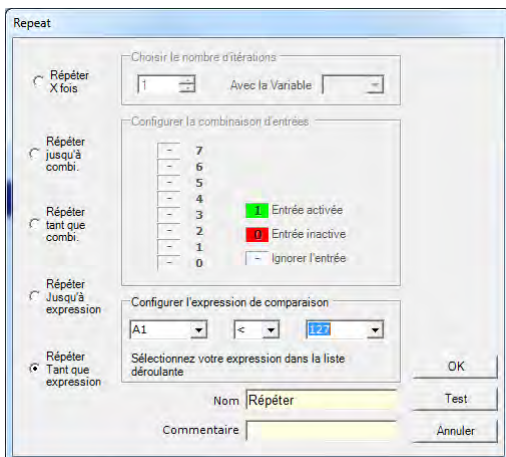 Repeat
Choisir le nombre d'itérations
Répéter
X fois
1
Avec la Variable
Configurer la combinaison d'entrées
Répéter
jusqu'à
combi.
- 7
- 6
- 5
- 4
- 3
- 2
- 1
- 0
1 Entrée activée
0 Entrée inactive
- Ignorer l'entrée
Répéter
tant que
combi.
Répéter
Jusqu'à
expression
Configurer l'expression de comparaison
A1 < 127
Sélectionnez votre expression dans la liste
déroulante
Répéter
Tant que
expression
OK
Nom Répéter
Test
Commentaire
Annuler